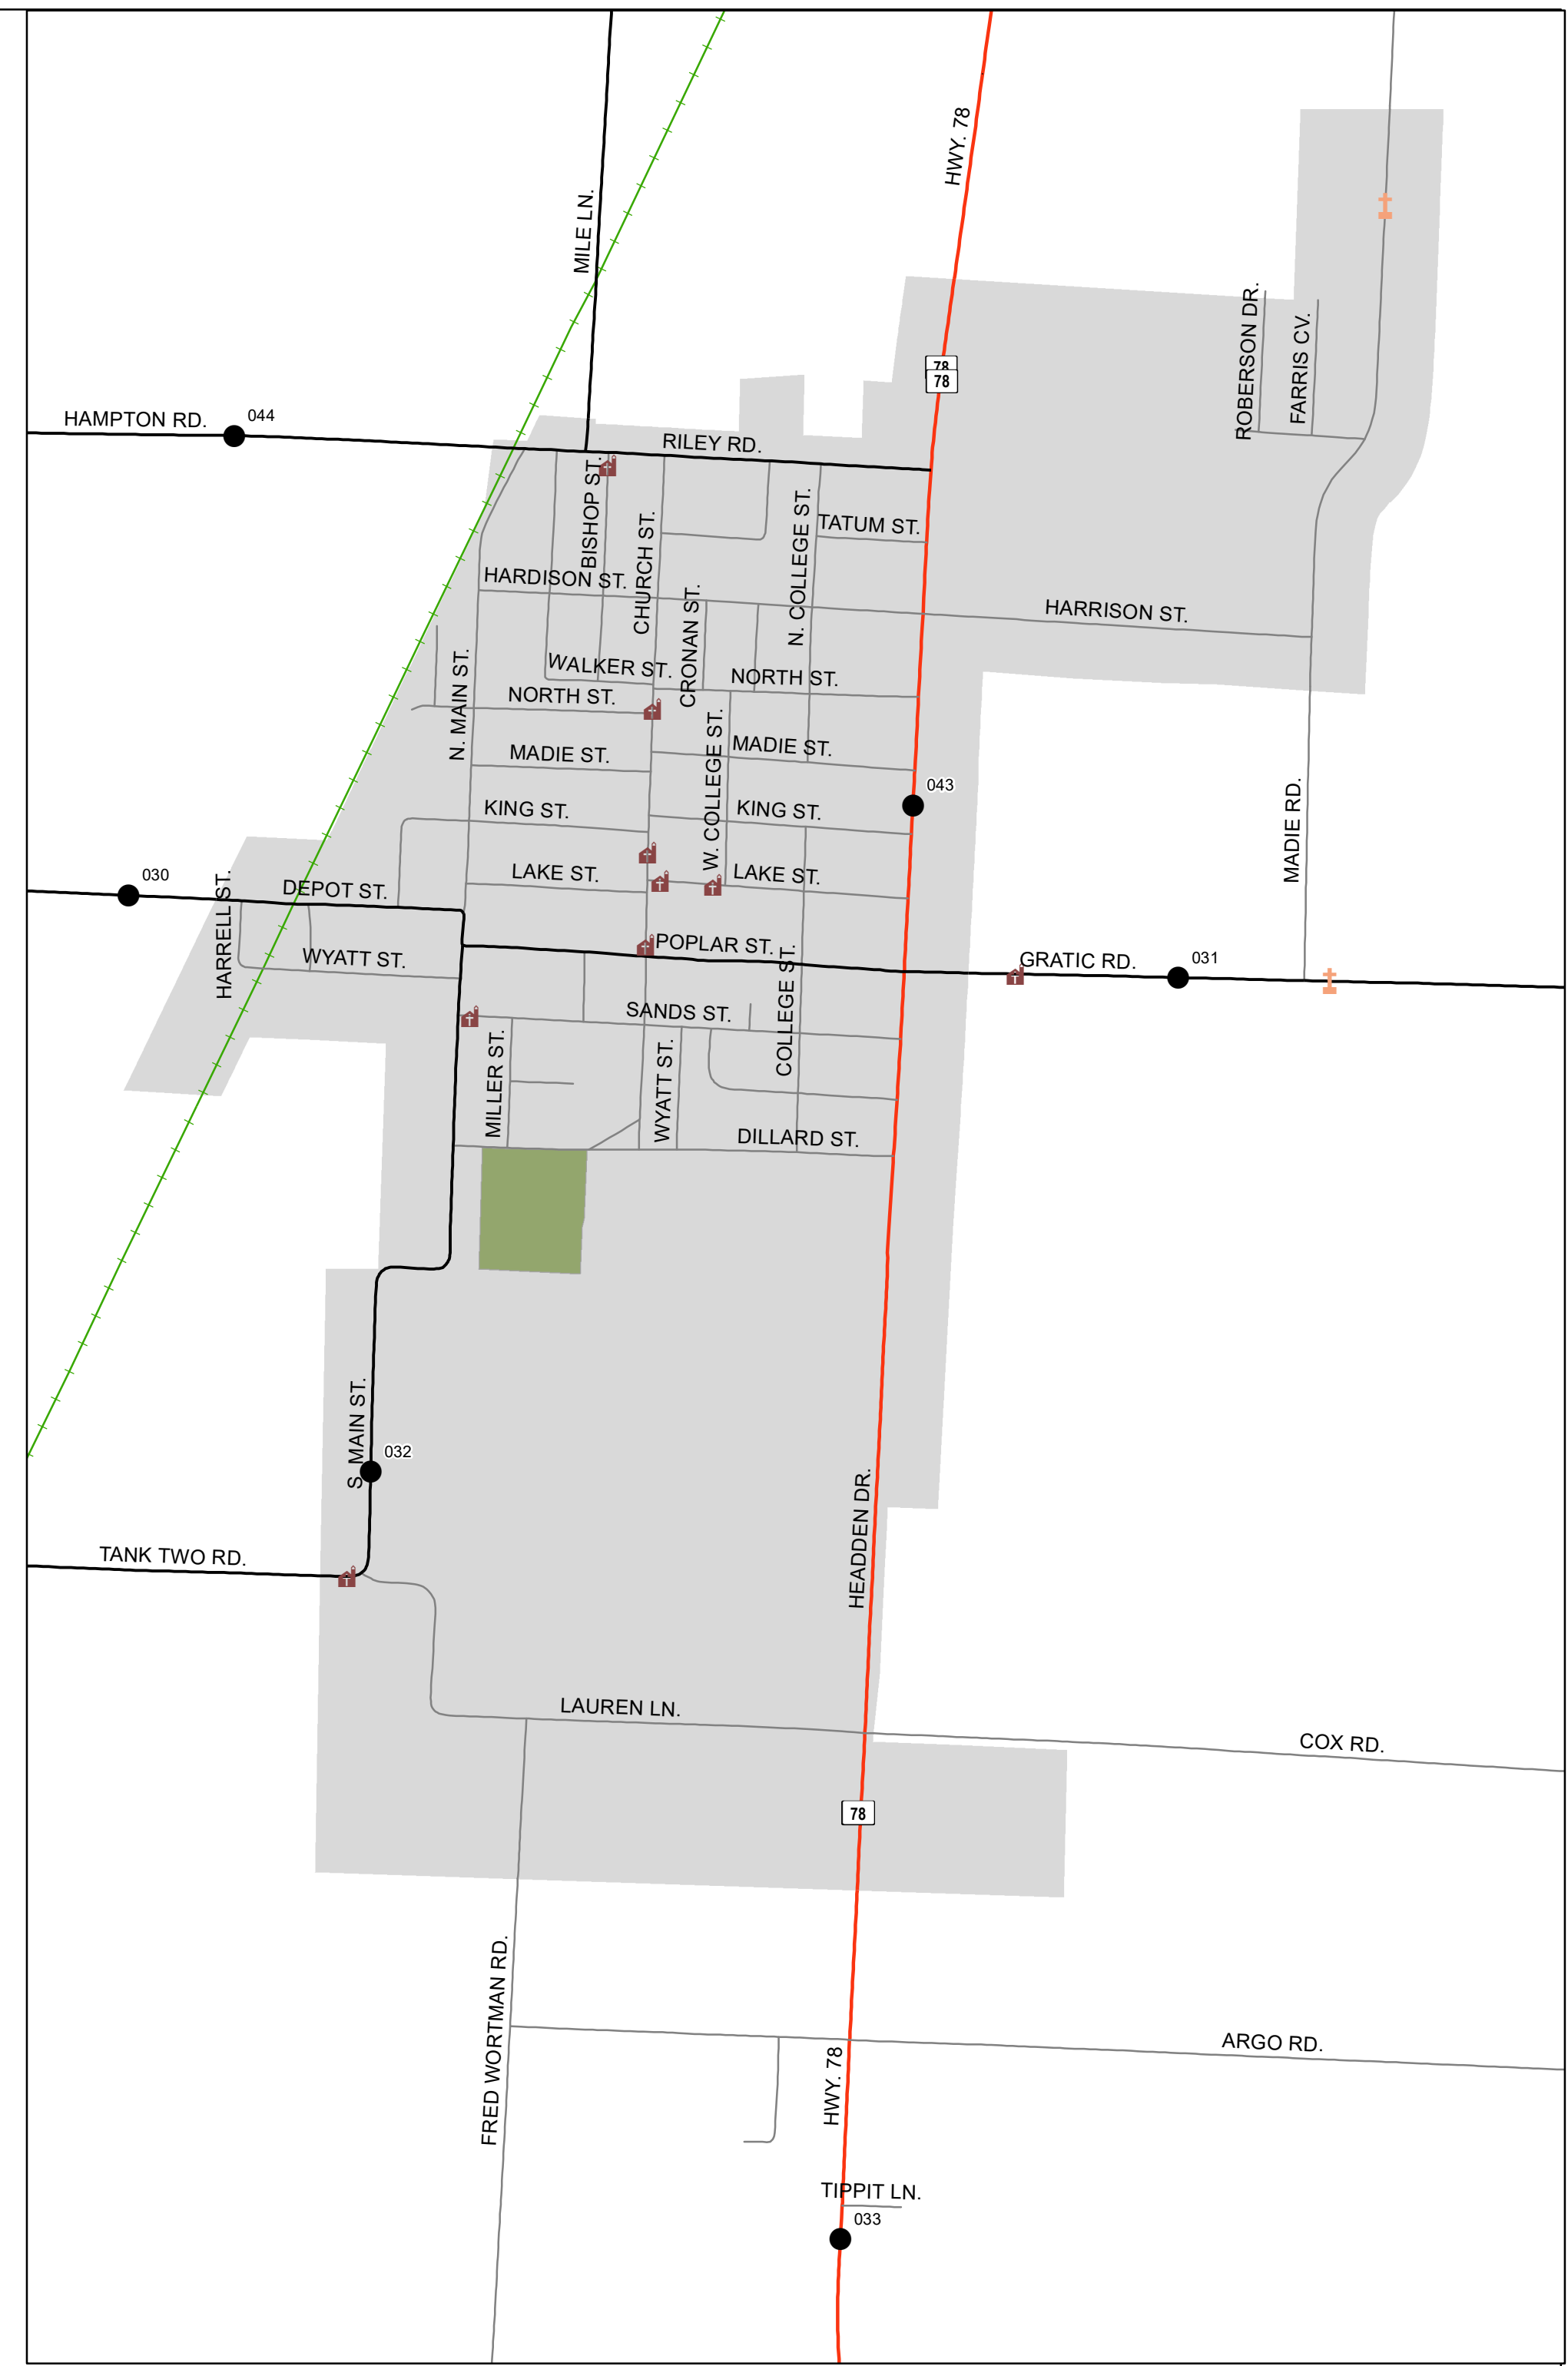 HWY. 78
MILE LN.
ROBERSON DR.
FARRIS CV.
78
78
HAMPTON RD.
044
RILEY RD.
BISHOP ST.
CHURCH ST.
N. COLLEGE ST.
TATUM ST.
HARDISON ST.
CRONAN ST.
HARRISON ST.
WALKER ST.
NORTH ST.
N. MAIN ST.
NORTH ST.
MADIE ST.
W. COLLEGE ST.
MADIE ST.
043
KING ST.
KING ST.
MADIE RD.
030
HARRELL ST.
DEPOT ST.
LAKE ST.
LAKE ST.
WYATT ST.
POPLAR ST.
COLLEGE ST.
GRATIC RD.
031
SANDS ST.
MILLER ST.
WYATT ST.
DILLARD ST.
S. MAIN ST.
032
HEADDEN DR.
TANK TWO RD.
LAUREN LN.
COX RD.
78
FRED WORTMAN RD.
ARGO RD.
HWY. 78
TIPPIT LN.
033